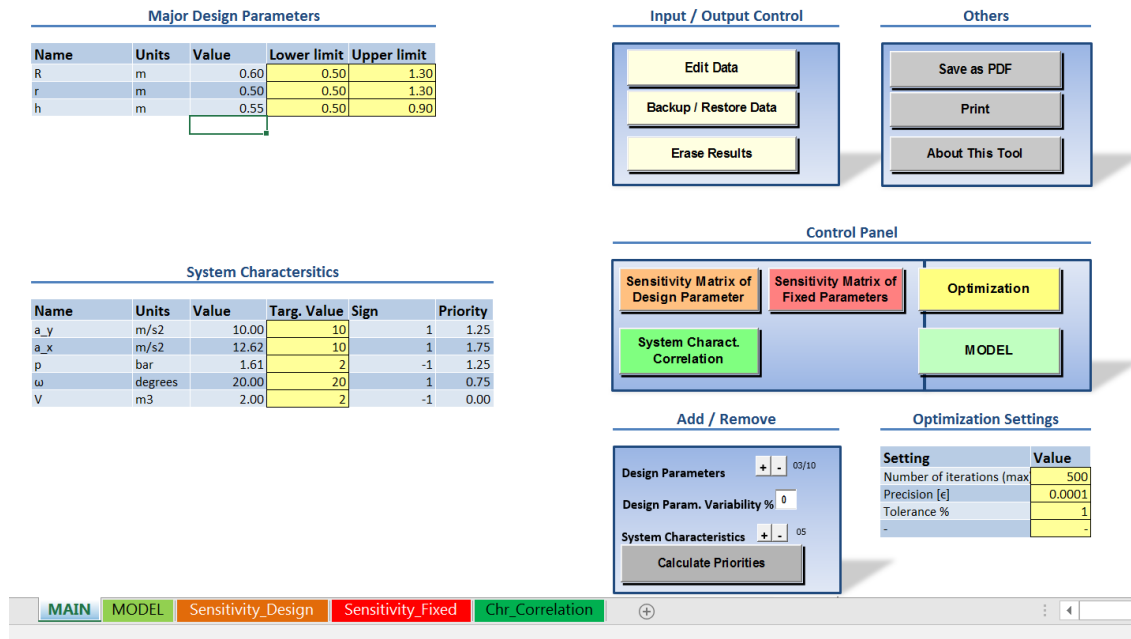 Major Design Parameters
Name Units Value Lower limit Upper limit
R m 0.60 0.50 1.30
r m 0.50 0.50 1.30
h m 0.55 0.50 0.90
Input / Output Control
Edit Data
Backup / Restore Data
Erase Results
Others
Save as PDF
Print
About This Tool
Control Panel
Sensitivity Matrix of
Design Parameter
Sensitivity Matrix of
Fixed Parameters
Optimization
System Charact.
Correlation
MODEL
System Charactersitics
Name Units Value Targ. Value Sign Priority
a_y m/s2 10.00 10 1 1.25
a_x m/s2 12.62 10 1 1.75
p bar 1.61 2 -1 1.25
ω degrees 20.00 20 1 0.75
V m3 2.00 2 -1 0.00
Add / Remove
Design Parameters + - 03/10
Design Param. Variability % 0
System Characteristics + - 05
Calculate Priorities
Optimization Settings
Setting Value
Number of iterations (max 500
Precision [ϵ] 0.0001
Tolerance % 1
- -
MAIN MODEL Sensitivity_Design Sensitivity_Fixed Chr_Correlation